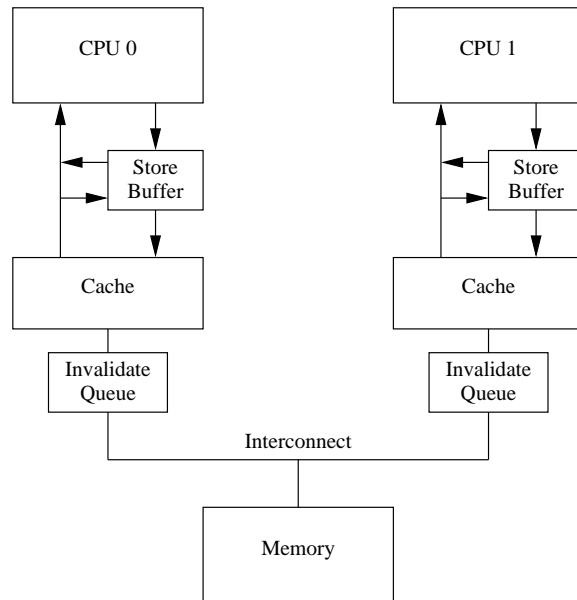 CPU 0
CPU 1
Store
Buffer
Store
Buffer
Cache
Cache
Invalidate
Queue
Invalidate
Queue
Interconnect
Memory